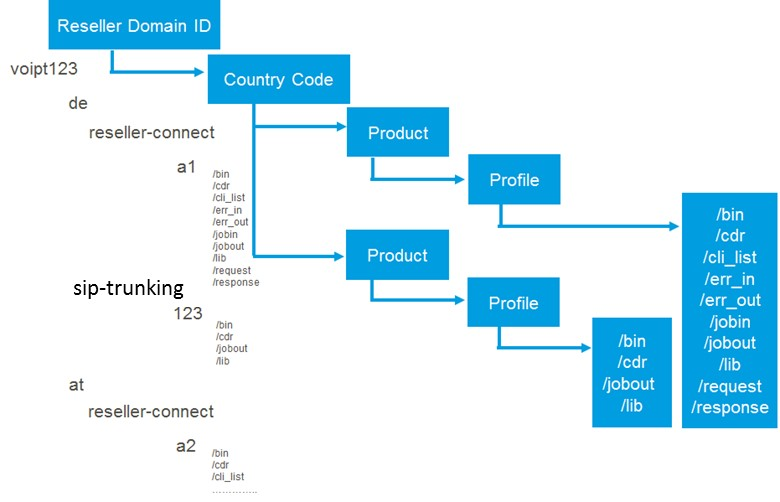 Reseller Domain ID
voipt123
Country Code
de
reseller-connect
Product
a1
/bin
/cdr
/cli_list
/err_in
/err_out
/jobin
/jobout
/lib
/request
/response
Profile
/bin
/cdr
/cli_list
/err_in
/err_out
/jobin
/jobout
/lib
/request
/response
Product
sip-trunking
Profile
123
/bin
/cdr
/jobout
/lib
/bin
/cdr
/jobout
/lib
at
reseller-connect
a2
/bin
/cdr
/cli_list
..............